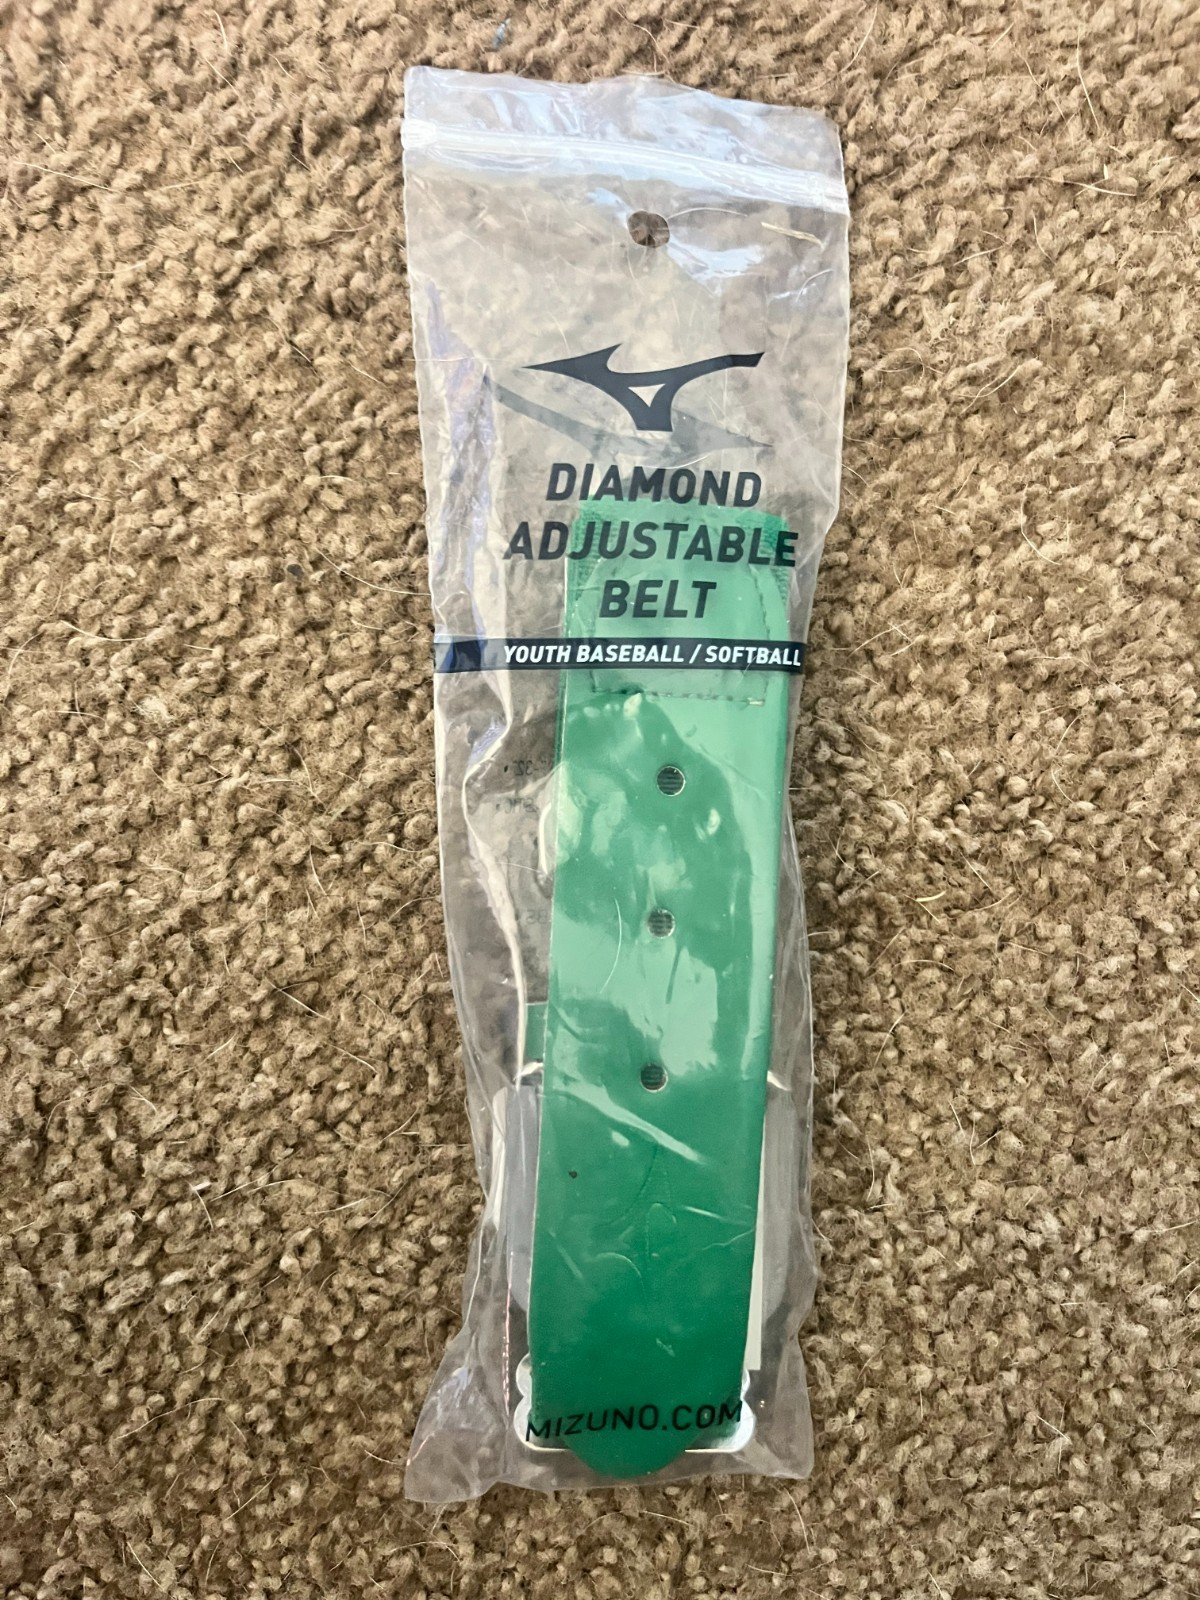 DIAMOND
ADJUSTABLE
BELT
YOUTH BASEBALL / SOFTBALL
MIZUNO.COM